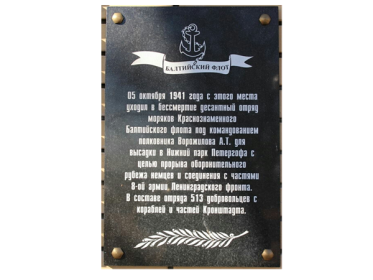 БАЛТИЙСКИЙ ФЛОТ
05 октября 1941 года с этого места
уходил в бессмертие десантный отряд
моряков Краснознаменного
Балтийского флота под командованием
полковника Ворожилова А.Т. для
высадки в Нижний парк Петергофа с
целью прорыва оборонительного
рубежа немцев и соединения с частями
8-ой армии, Ленинградского фронта.
В составе отряда 513 добровольцев с
кораблей и частей Кронштадта.